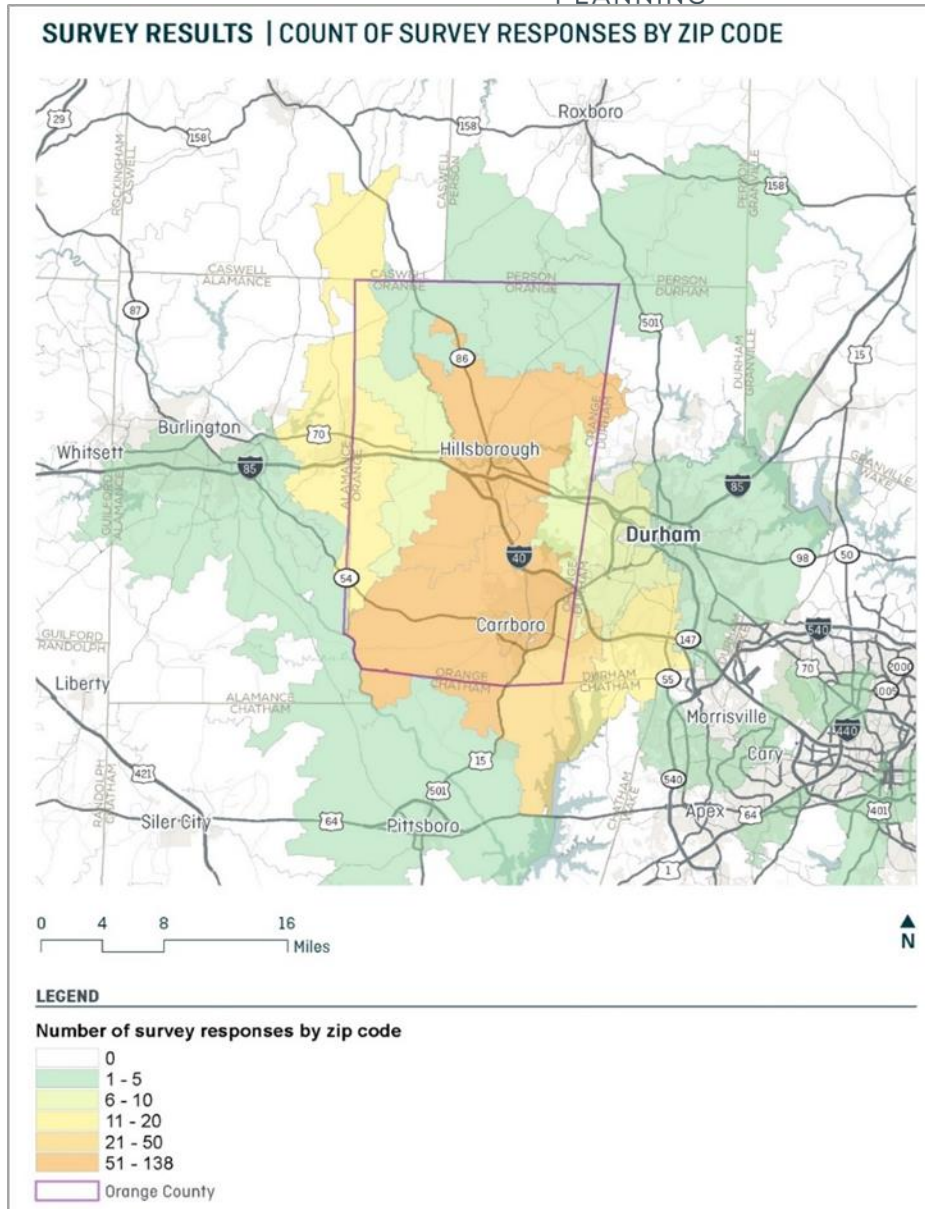 PLANNING
SURVEY RESULTS | COUNT OF SURVEY RESPONSES BY ZIP CODE
Roxboro
29
158
158
158
ROCKINGHAM
CASWELL
CASWELL
PERSON
PERSON
GRANVILLE
CASWELL
ALAMANCE
CASWELL
ORANGE
PERSON
ORANGE
PERSON
DURHAM
87
501
86
15
DURHAM
GRANVILLE
Burlington
70
Hillsborough
ORANGE
DURHAM
Whitsett
85
ALAMANCE
ORANGE
85
GRANVILLE
WAKE
GUILFORD
ALAMANCE
Durham
40
98
50
54
ORANGE
DURHAM
Carrboro
GUILFORD
RANDOLPH
147
540
DURHAM
70
2000
Liberty
ORANGE
CHATHAM
DURHAM
CHATHAM
55
ALAMANCE
CHATHAM
Morrisville
440
15
Cary
421
RANDOLPH
CHATHAM
501
540
CHATHAM
WAKE
Siler City
64
Pittsboro
Apex
64
401
1
0 4 8 16
Miles
N
LEGEND
Number of survey responses by zip code
0
1 - 5
6 - 10
11 - 20
21 - 50
51 - 138
Orange County